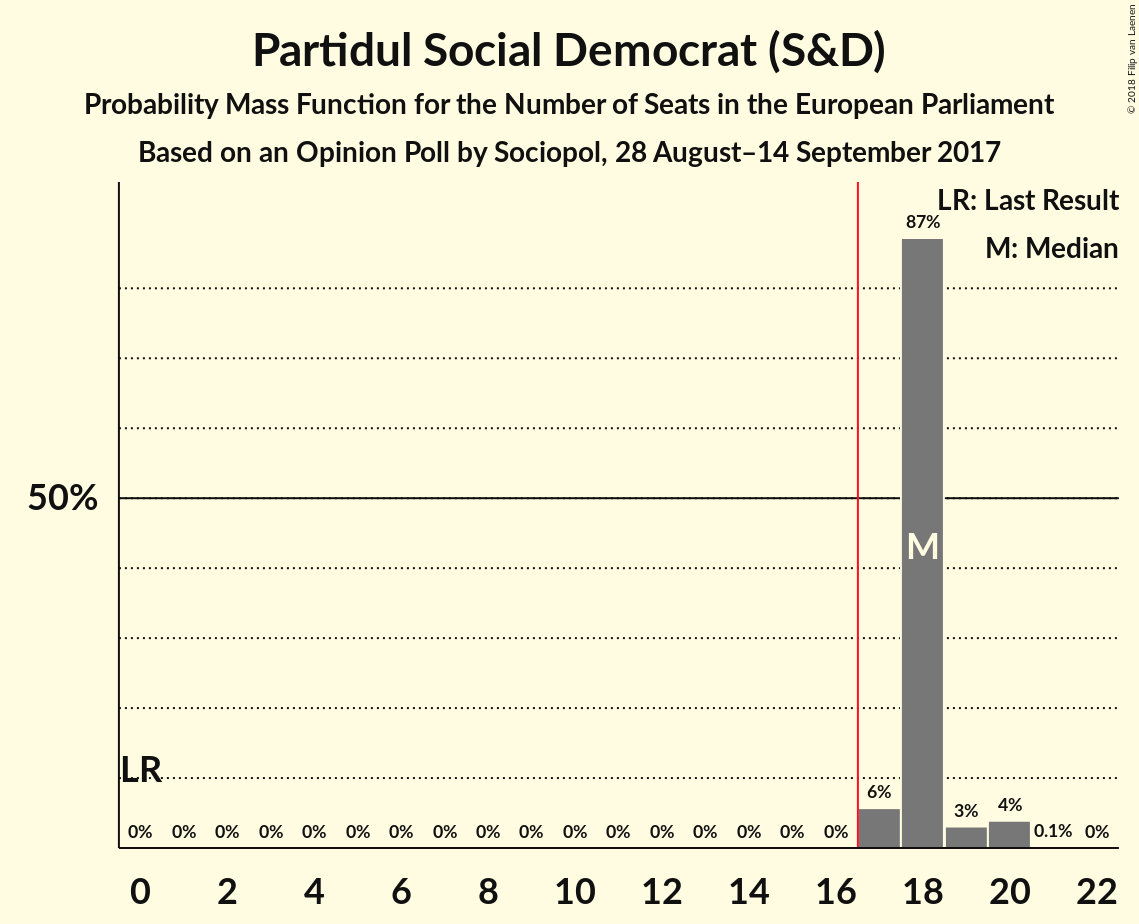 Partidul Social Democrat (S&D)
Probability Mass Function for the Number of Seats in the European Parliament
Based on an Opinion Poll by Sociopol, 28 August–14 September 2017
© 2018 Filip van Laenen
LR: Last Result
87%
M: Median
50%
M
LR
6%
3%
4%
0% 0% 0% 0% 0% 0% 0% 0% 0% 0% 0% 0% 0% 0% 0% 0% 0% 0.1% 0%
0 2 4 6 8 10 12 14 16 18 20 22